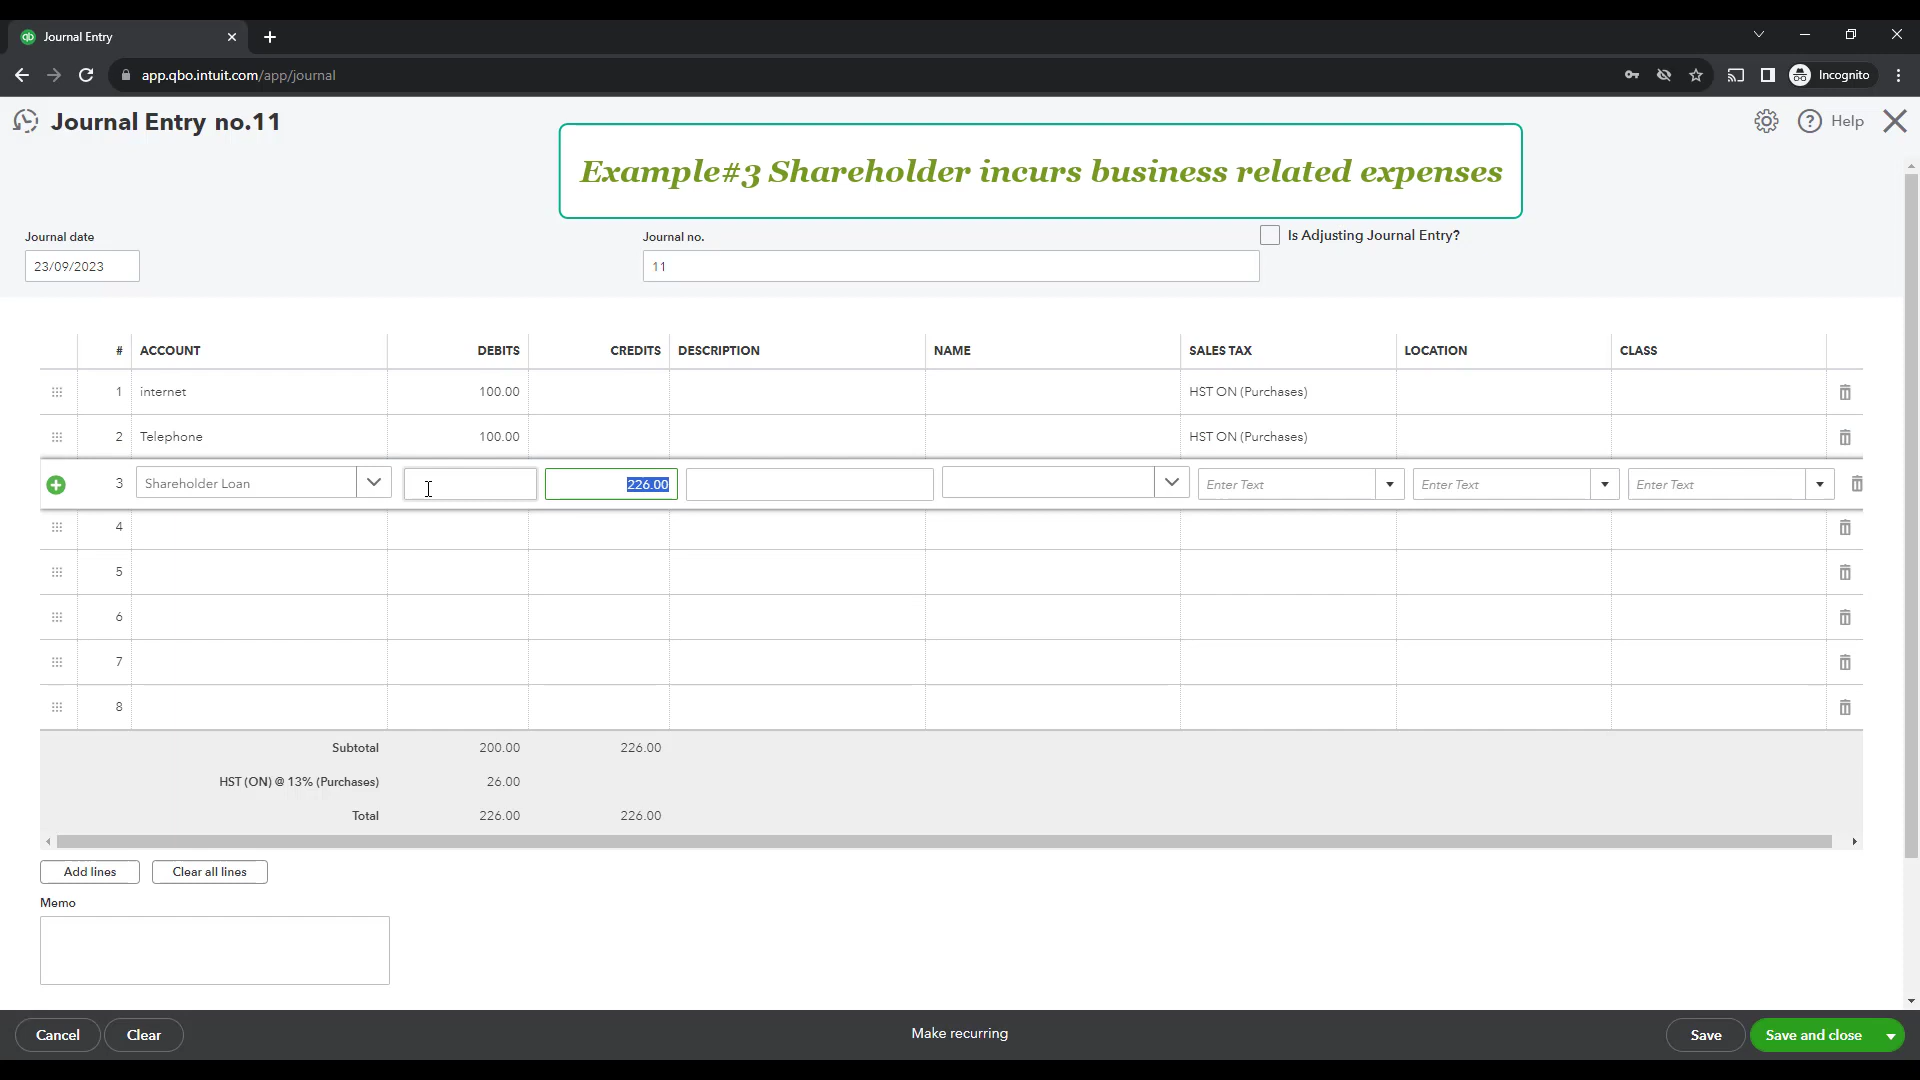 Journal Entry
app.qbo.intuit.com/app/journal
Incognito
Journal Entry no.11
Help
Example#3 Shareholder incurs business related expenses
Journal date
Journal no.
Is Adjusting Journal Entry?
23/09/2023
11
# ACCOUNT DEBITS CREDITS DESCRIPTION NAME SALES TAX LOCATION CLASS
1 internet 100.00 HST ON (Purchases)
2 Telephone 100.00 HST ON (Purchases)
3 Shareholder Loan 226.00 Enter Text Enter Text Enter Text
4
5
6
7
8
Subtotal 200.00 226.00
HST (ON) @ 13% (Purchases) 26.00
Total 226.00 226.00
Add lines Clear all lines
Memo
Cancel Clear Make recurring Save Save and close